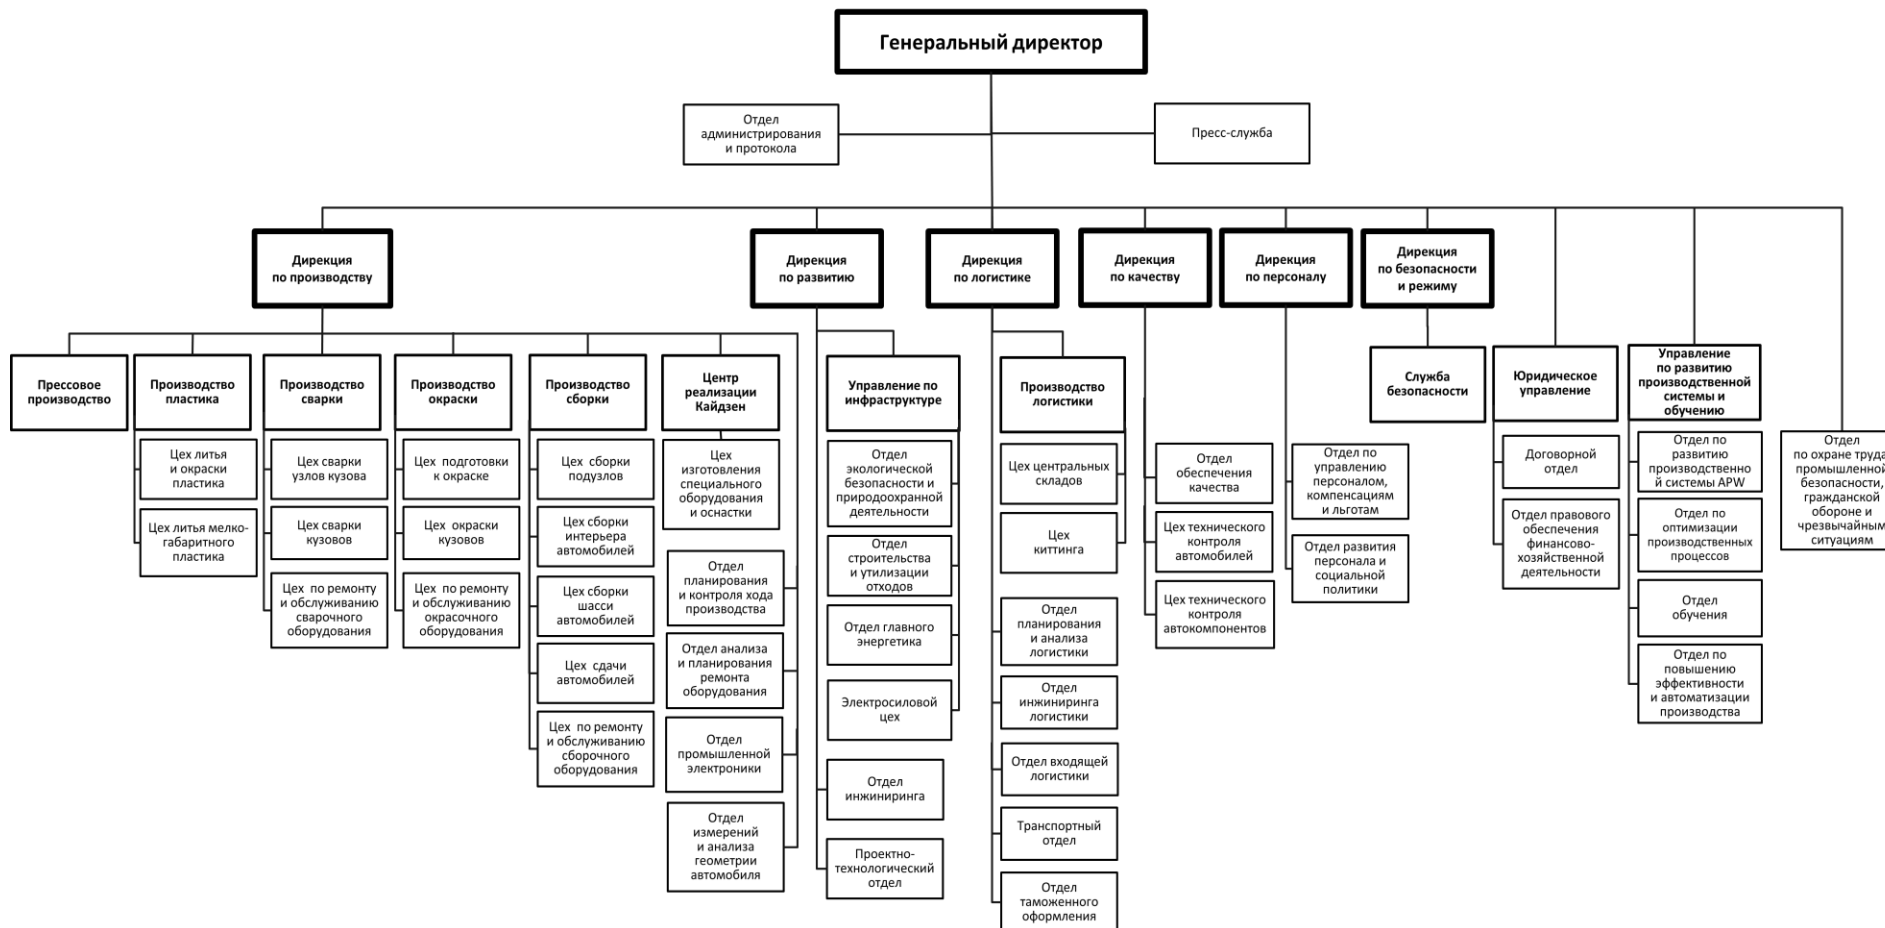 Генеральный директор
Отдел
администрирования
и протокола
Пресс-служба
Дирекция
по производству
Дирекция
по развитию
Дирекция
по логистике
Дирекция
по качеству
Дирекция
по персоналу
Дирекция
по безопасности
и режиму
Прессовое
производство
Производство
пластика
Производство
сварки
Производство
окраски
Производство
сборки
Центр
реализации
Кайдзен
Управление по
инфраструктуре
Производство
логистики
Служба
безопасности
Юридическое
управление
Управление
по развитию
производственной
системы и
обучению
Цех литья
и окраски
пластика
Цех литья мелко-
габаритного
пластика
Цех сварки
узлов кузова
Цех сварки
кузовов
Цех по ремонту
и обслуживанию
сварочного
оборудования
Цех подготовки
к окраске
Цех окраски
кузовов
Цех по ремонту
и обслуживанию
окрасочного
оборудования
Цех сборки
подузлов
Цех сборки
интерьера
автомобилей
Цех сборки
шасси
автомобилей
Цех сдачи
автомобилей
Цех по ремонту
и обслуживанию
сборочного
оборудования
Цех
изготовления
специального
оборудования
и оснастки
Отдел
планирования
и контроля хода
производства
Отдел анализа
и планирования
ремонта
оборудования
Отдел
промышленной
электроники
Отдел
измерений
и анализа
геометрии
автомобиля
Отдел
экологической
безопасности и
природоохранной
деятельности
Отдел
строительства
и утилизации
отходов
Отдел главного
энергетика
Электросиловой
цех
Отдел
инжиниринга
Проектно-
технологический
отдел
Цех центральных
складов
Цех
киттинга
Отдел
планирования
и анализа
логистики
Отдел
инжиниринга
логистики
Отдел входящей
логистики
Транспортный
отдел
Отдел
таможенного
оформления
Отдел
обеспечения
качества
Цех технического
контроля
автомобилей
Цех технического
контроля
автокомпонентов
Отдел по
управлению
персоналом,
компенсациям
и льготам
Отдел развития
персонала и
социальной
политики
Договорной
отдел
Отдел правового
обеспечения
финансово-
хозяйственной
деятельности
Отдел по
развитию
производственно
й системы APW
Отдел по
оптимизации
производственных
процессов
Отдел
обучения
Отдел по
повышению
эффективности
и автоматизации
производства
Отдел
по охране труда,
промышленной
безопасности,
гражданской
обороне и
чрезвычайным
ситуациям